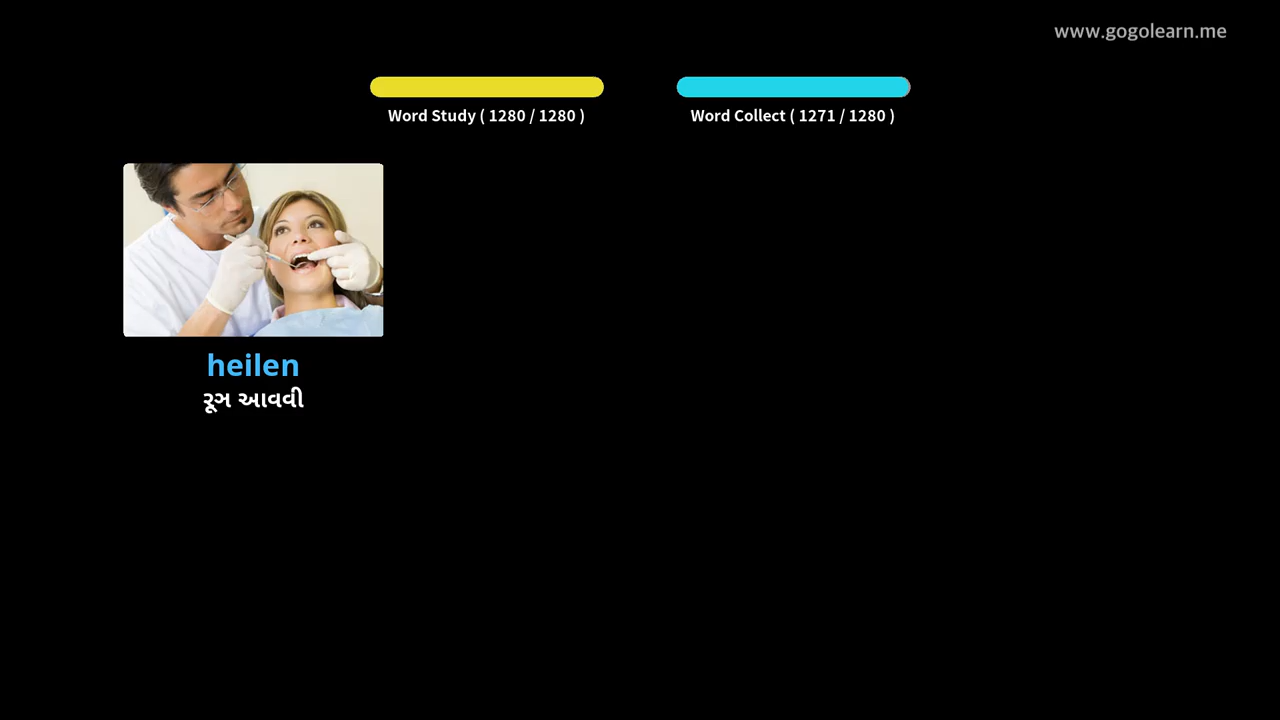 www.gogolearn.me
Word Study ( 1280 / 1280 )
Word Collect ( 1271 / 1280 )
heilen
રૂઞ આવવી